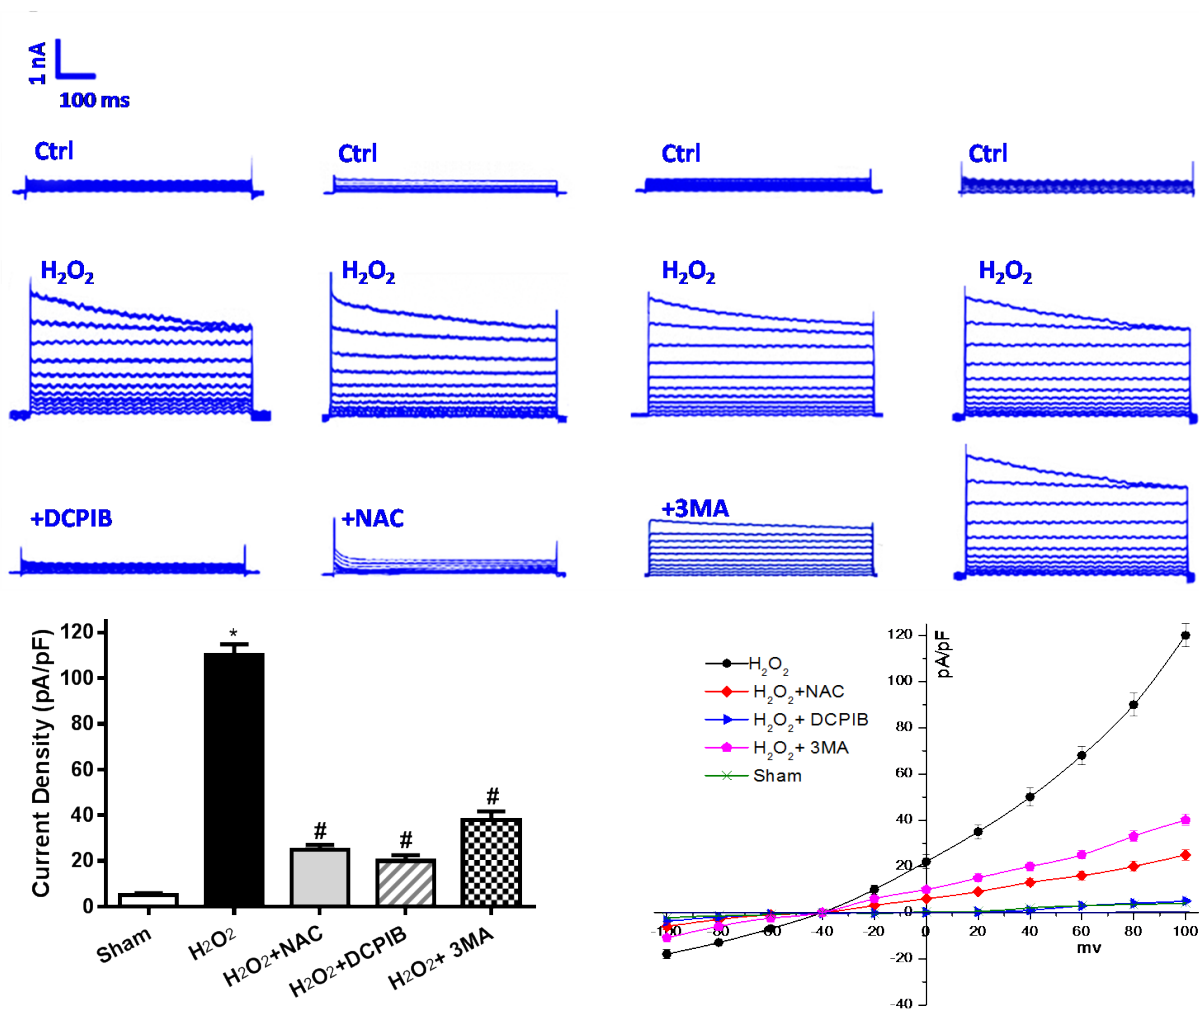 1 nA
100 ms
Ctrl Ctrl Ctrl Ctrl
H₂O₂ H₂O₂ H₂O₂ H₂O₂
+DCPIB +NAC +3MA
Current Density (pA/pF)
120
100
80
60
40
20
0
*
#
#
#
Sham
H₂O₂
H₂O₂+NAC
H₂O₂+DCPIB
H₂O₂+ 3MA
H₂O₂
H₂O₂+NAC
H₂O₂+ DCPIB
H₂O₂+ 3MA
Sham
pA/pF
120
100
80
60
40
20
0
-20
-40
-100 -80 -60 -40 -20 0 20 40 60 80 100
mv